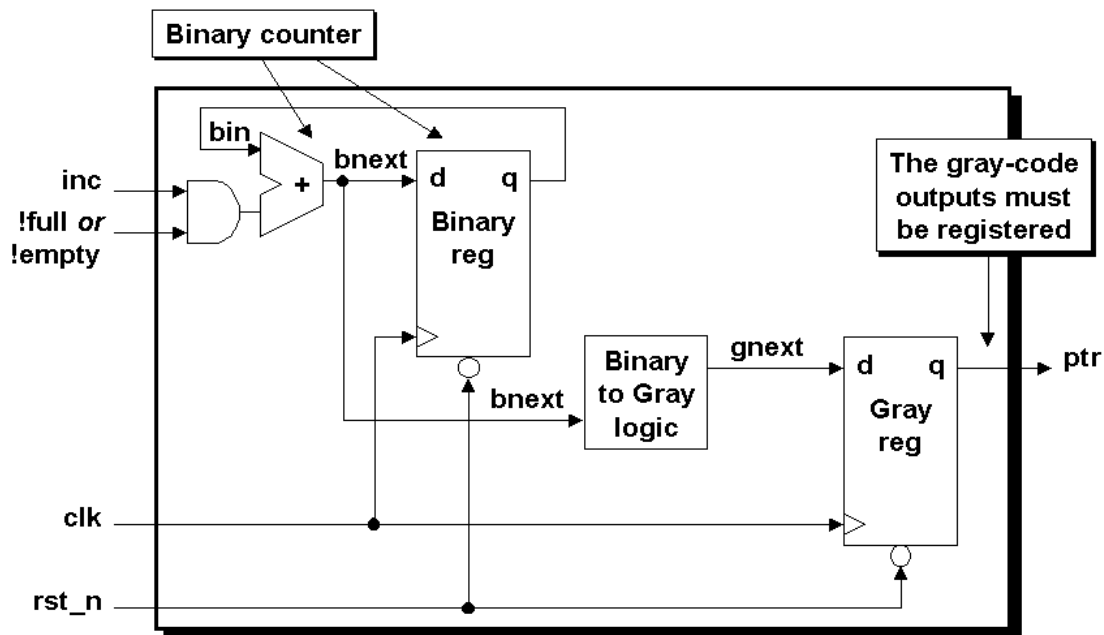 Binary counter
bin
bnext
inc
!full or
!empty
+
d
q
Binary
reg
The gray-code
outputs must
be registered
bnext
Binary
to Gray
logic
gnext
d
q
Gray
reg
ptr
clk
rst_n